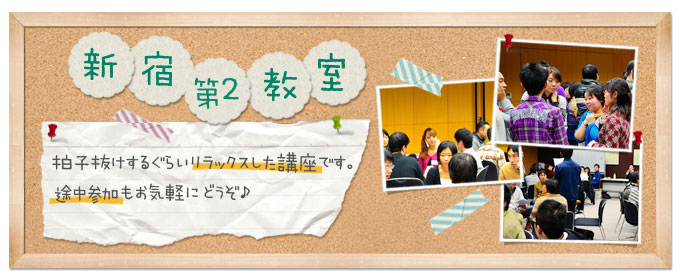 新宿第2教室
拍子抜けするぐらいリラックスした講座です。
途中参加もお気軽にどうぞ♪